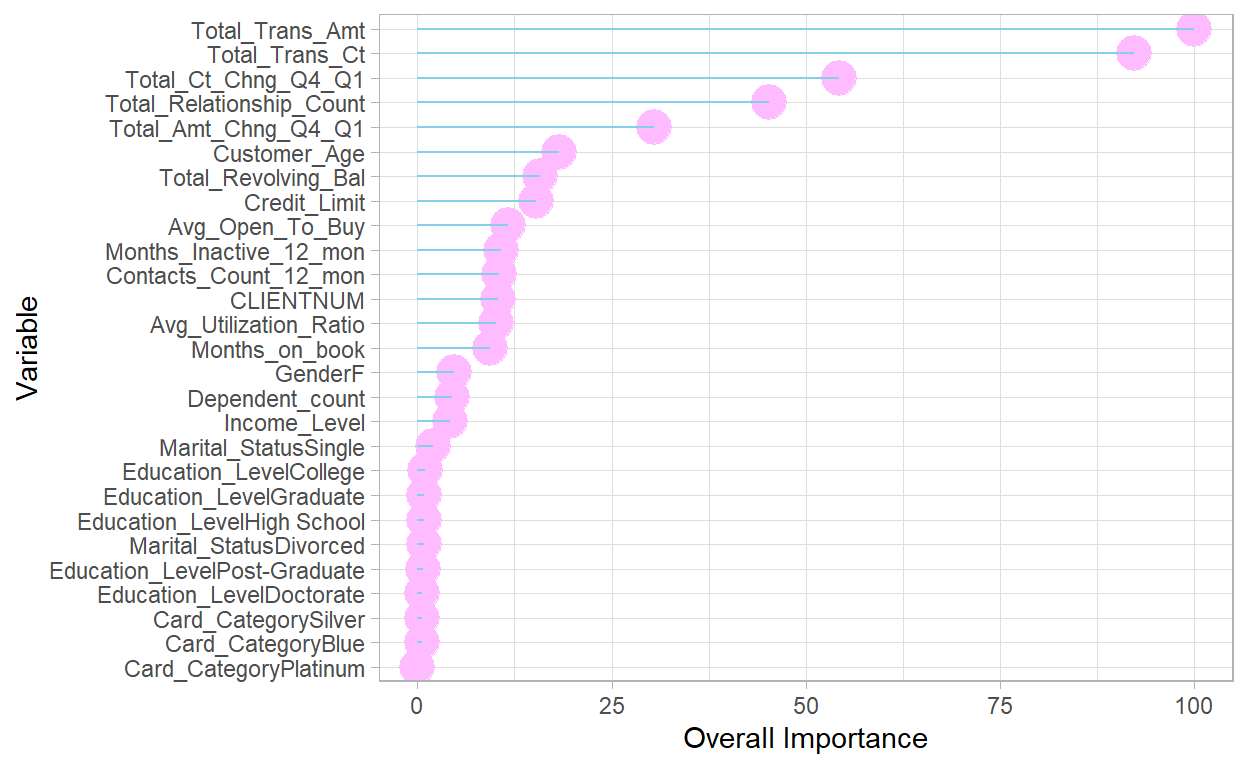 Total_Trans_Amt
Total_Trans_Ct
Total_Ct_Chng_Q4_Q1
Total_Relationship_Count
Total_Amt_Chng_Q4_Q1
Customer_Age
Total_Revolving_Bal
Credit_Limit
Avg_Open_To_Buy
Months_Inactive_12_mon
Contacts_Count_12_mon
CLIENTNUM
Avg_Utilization_Ratio
Months_on_book
GenderF
Dependent_count
Income_Level
Marital_StatusSingle
Education_LevelCollege
Education_LevelGraduate
Education_LevelHigh School
Marital_StatusDivorced
Education_LevelPost-Graduate
Education_LevelDoctorate
Card_CategorySilver
Card_CategoryBlue
Card_CategoryPlatinum
Variable
0 25 50 75 100
Overall Importance